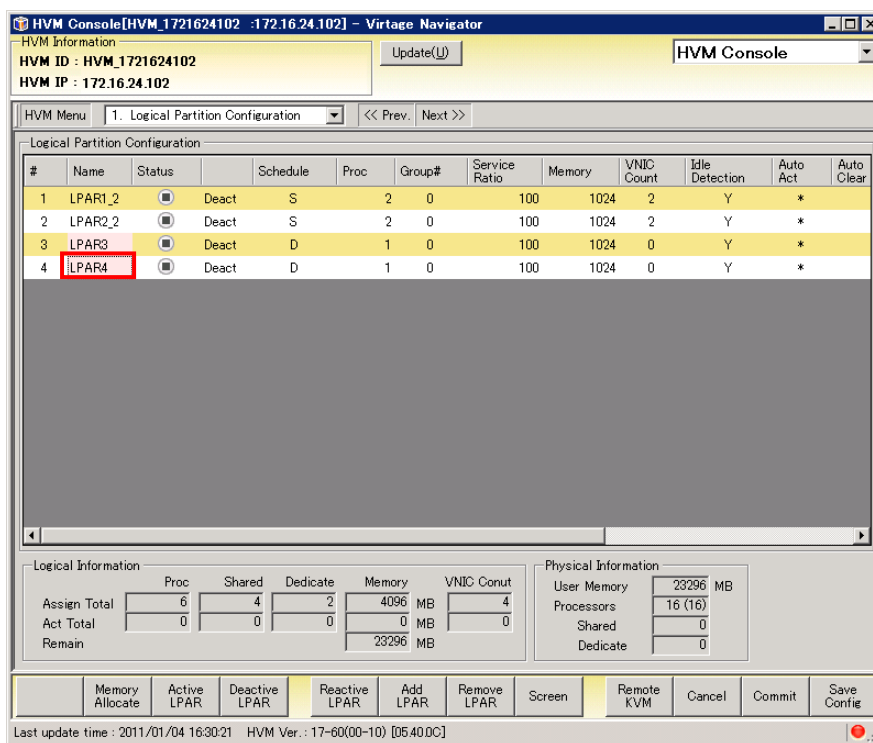 HVM Console[HVM_1721624102 :172.16.24.102] - Virtage Navigator
HVM Information
HVM ID : HVM_1721624102
HVM IP : 172.16.24.102
Update(U)
HVM Console
HVM Menu 1. Logical Partition Configuration << Prev. Next >>
Logical Partition Configuration
# Name Status Schedule Proc Group# Service Ratio Memory VNIC Count Idle Detection Auto Act Auto Clear
1 LPAR1_2 Deact S 2 0 100 1024 2 Y *
2 LPAR2_2 Deact S 2 0 100 1024 2 Y *
3 LPAR3 Deact D 1 0 100 1024 0 Y *
4 LPAR4 Deact D 1 0 100 1024 0 Y *
Logical Information
Proc Shared Dedicate Memory VNIC Conut
Assign Total 6 4 2 4096 MB 4
Act Total 0 0 0 0 MB 0
Remain 23296 MB
Physical Information
User Memory 23296 MB
Processors 16 (16)
Shared 0
Dedicate 0
Memory Allocate Active LPAR Deactive LPAR Reactive LPAR Add LPAR Remove LPAR Screen Remote KVM Cancel Commit Save Config
Last update time : 2011/01/04 16:30:21 HVM Ver. : 17-60(00-10) [05.40.0C]